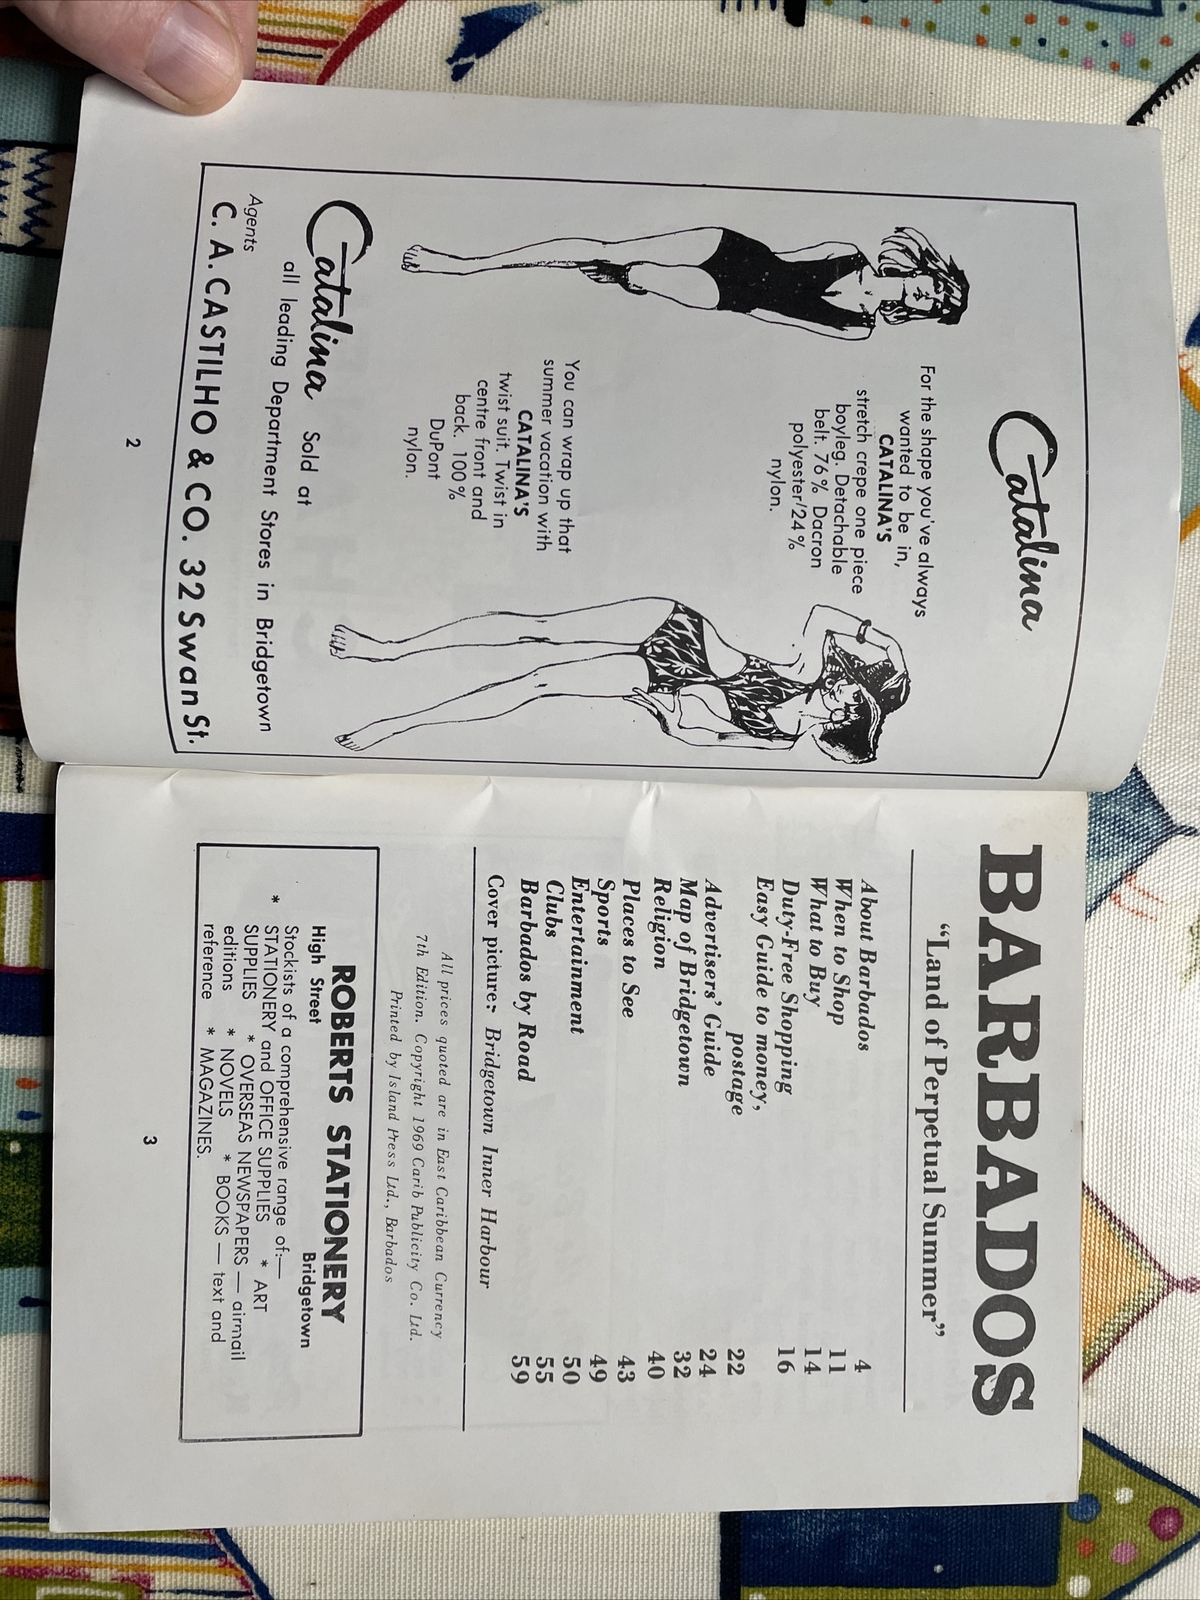 Catalina
For the shape you've always
wanted to be in,
CATALINA'S
stretch crepe one piece
boyleg. Detachable
belt. 76% Dacron
polyester/24%
nylon.
You can wrap up that
summer vacation with
CATALINA'S
twist suit. Twist in
centre front and
back. 100%
DuPont
nylon.
Catalina Sold at
all leading Department Stores in Bridgetown
Agents
C. A. CASTILHO & CO. 32 Swan St.
2
BARBADOS
“Land of Perpetual Summer”
About Barbados 4
When to Shop 11
What to Buy 14
Duty-Free Shopping 16
Easy Guide to money,
postage 22
Advertisers' Guide 24
Map of Bridgetown 32
Religion 40
Places to See 43
Sports 49
Entertainment 50
Clubs 55
Barbados by Road 59
Cover picture:- Bridgetown Inner Harbour
All prices quoted are in East Caribbean Currency
7th Edition. Copyright 1969 Carib Publicity Co. Ltd.
Printed by Island Press Ltd., Barbados
ROBERTS STATIONERY
High Street Bridgetown
Stockists of a comprehensive range of:—
* STATIONERY and OFFICE SUPPLIES * ART
SUPPLIES * OVERSEAS NEWSPAPERS — airmail
editions * NOVELS * BOOKS — text and
reference * MAGAZINES.
3